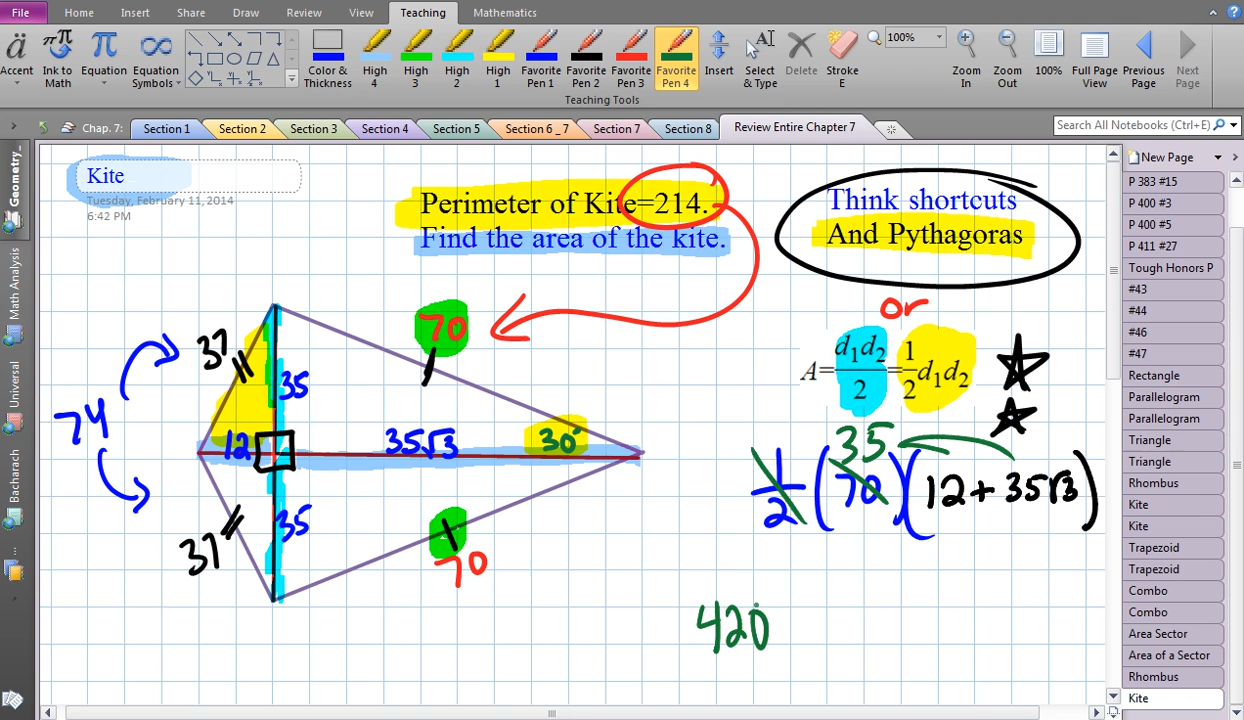 File
Home
Insert
Share
Draw
Review
View
Teaching
Mathematics
ä
π
∞
Accent
Ink to Math
Equation
Equation Symbols
Color & Thickness
High 4
High 3
High 2
High 1
Favorite Pen 1
Favorite Pen 2
Favorite Pen 3
Favorite Pen 4
Insert
Select & Type
Delete
Stroke E
100%
Zoom In
Zoom Out
100%
Full Page View
Previous Page
Next Page
Teaching Tools
Chap. 7:
Section 1
Section 2
Section 3
Section 4
Section 5
Section 6 _ 7
Section 7
Section 8
Review Entire Chapter 7
Search All Notebooks (Ctrl+E)
Geometry_
Math Analysis
Universal
Bacharach
Kite
Tuesday, February 11, 2014
6:42 PM
Perimeter of Kite=214.
Find the area of the kite.
Think shortcuts
And Pythagoras
or
A = d₁d₂/2 = 1/2 d₁d₂
37
70
35
74
12
35√3
30°
35
37
70
35
1/2 (70)(12 + 35√3)
420
New Page
P 383 #15
P 400 #3
P 400 #5
P 411 #27
Tough Honors P
#43
#44
#46
#47
Rectangle
Parallelogram
Parallelogram
Triangle
Triangle
Rhombus
Kite
Kite
Trapezoid
Trapezoid
Combo
Combo
Area Sector
Area of a Sector
Rhombus
Kite